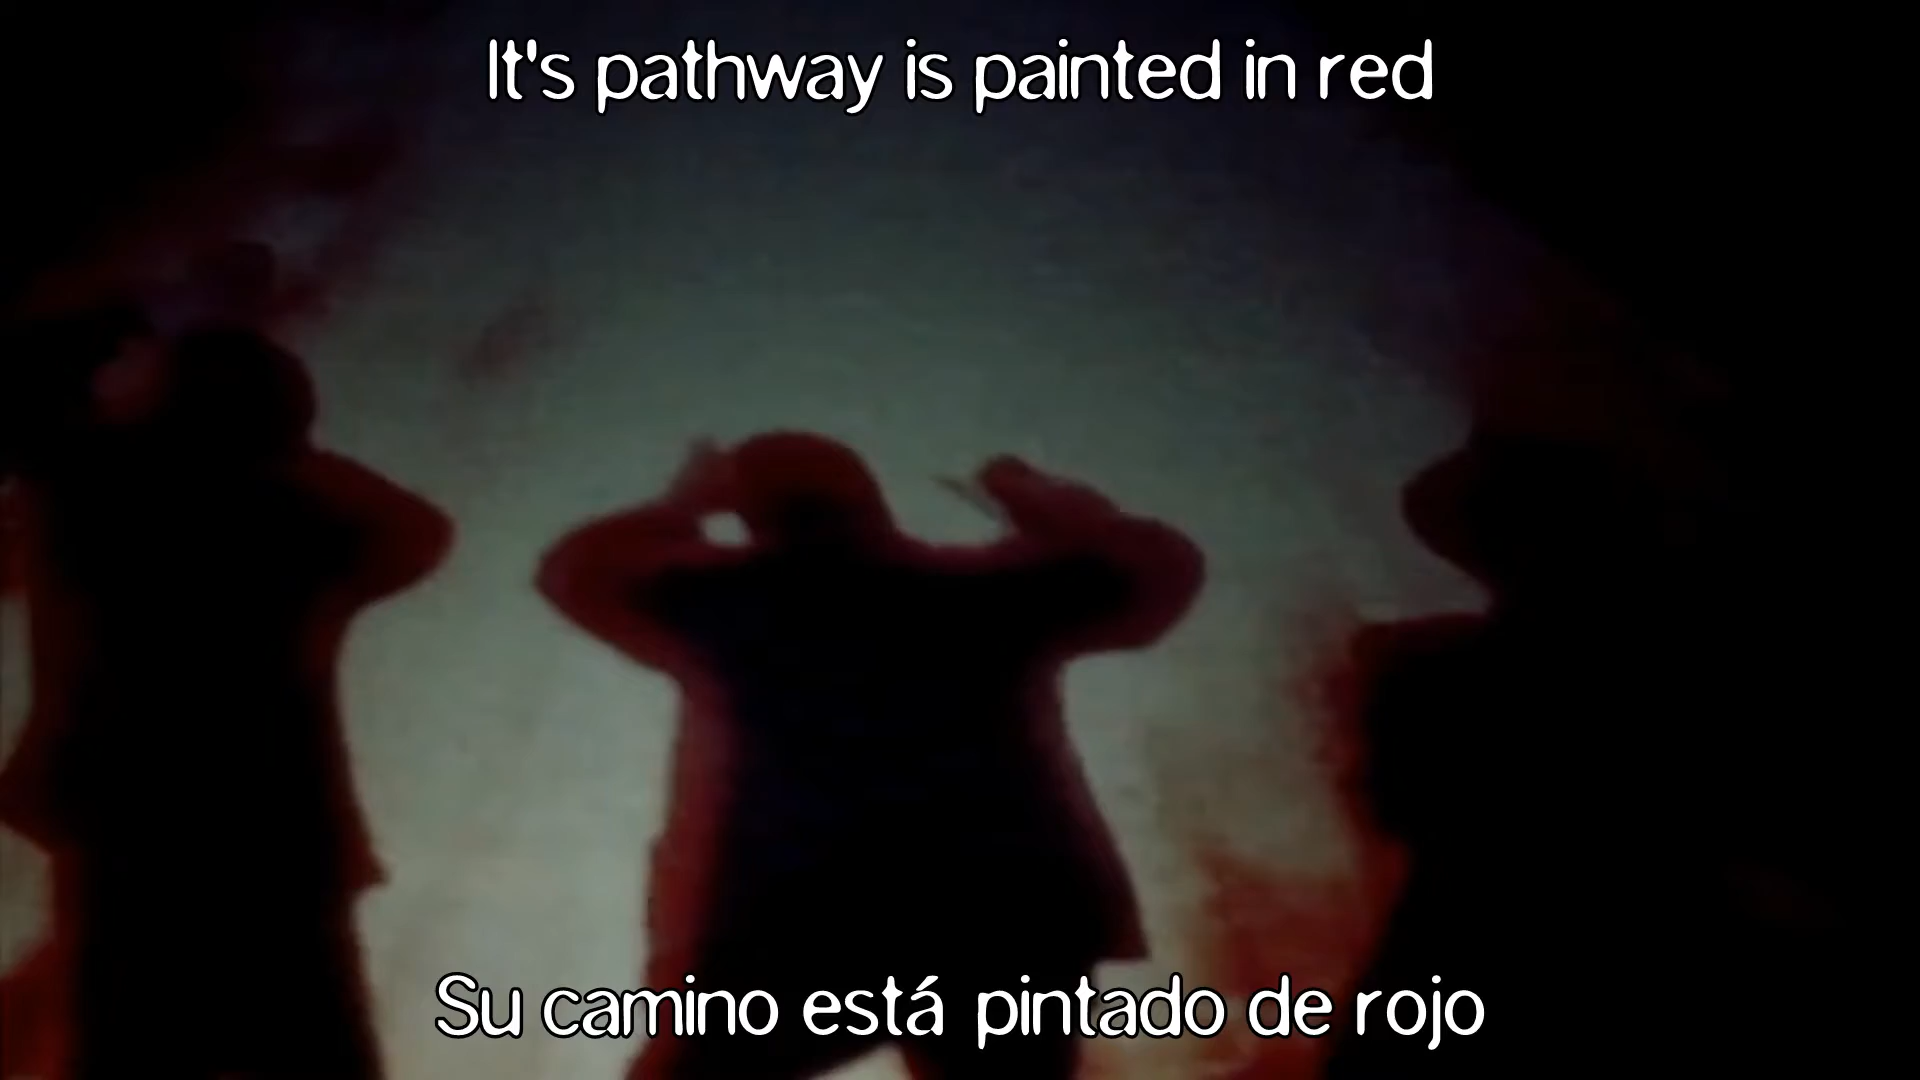 It's pathway is painted in red
Su camino está pintado de rojo